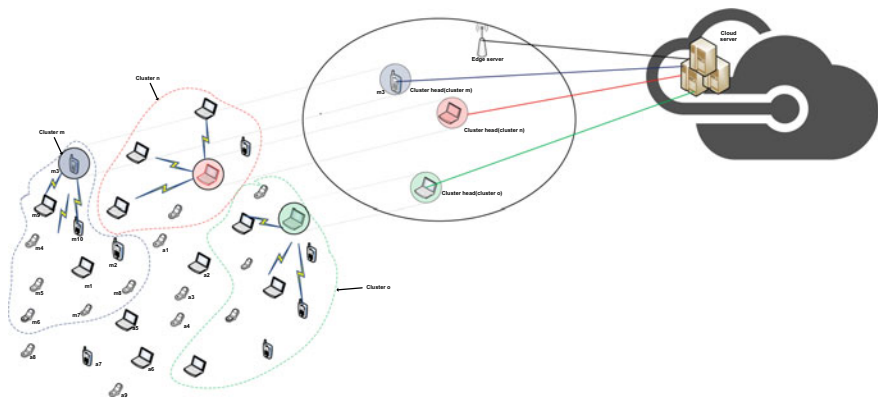 Cloud server
Edge server
Cluster n
m3
Cluster head(cluster m)
Cluster head(cluster n)
Cluster m
m3
Cluster head(cluster o)
m9
m10
m4
a1
m2
a2
m1
m5
m8
a3
Cluster o
m7
m6
a5
a4
a8
a7
a6
a9